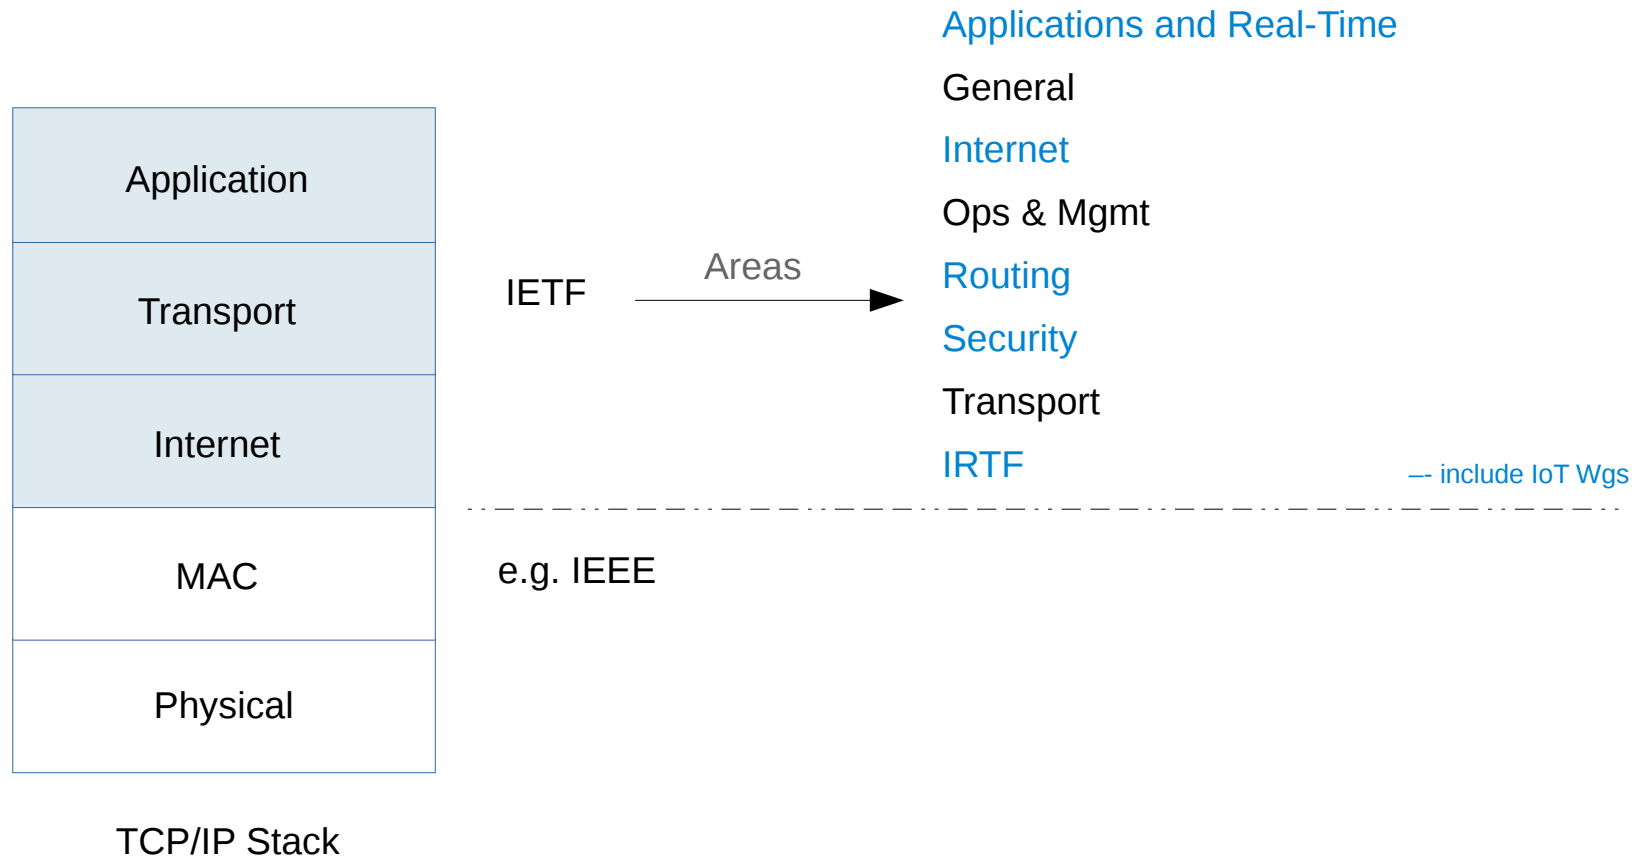 Applications and Real-Time
General
Internet
Ops & Mgmt
Routing
Security
Transport
IRTF
–- include IoT Wgs
Areas
IETF
e.g. IEEE
Application
Transport
Internet
MAC
Physical
TCP/IP Stack